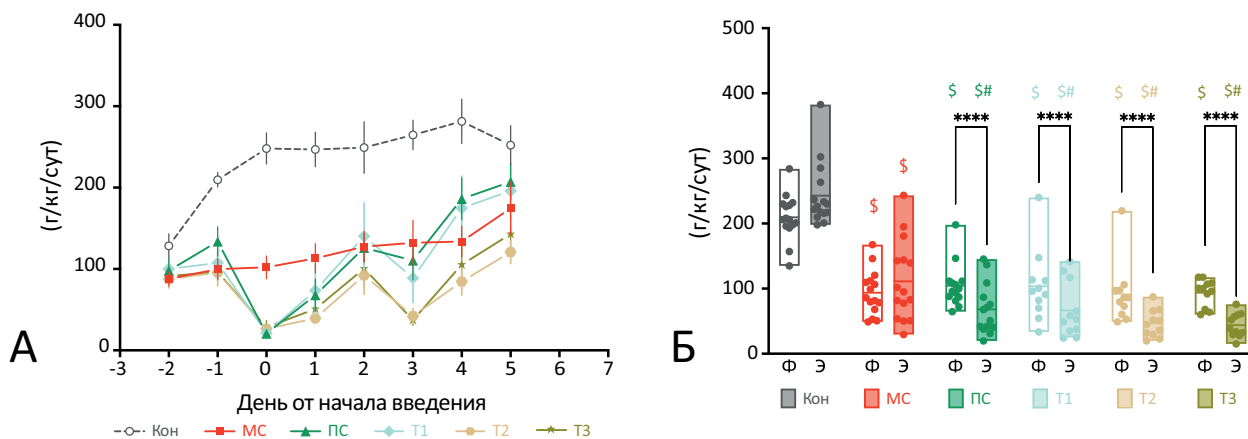 400
300
200
100
0
(г/кг/сут)
-3 -2 -1 0 1 2 3 4 5 6 7
День от начала введения
А
Кон МС ПС Т1 Т2 Т3
500
400
300
200
100
0
(г/кг/сут)
$ $# $ $# $ $# $ $#
**** **** **** ****
$
$
Ф Э Ф Э Ф Э Ф Э Ф Э Ф Э
Б
Кон МС ПС Т1 Т2 Т3